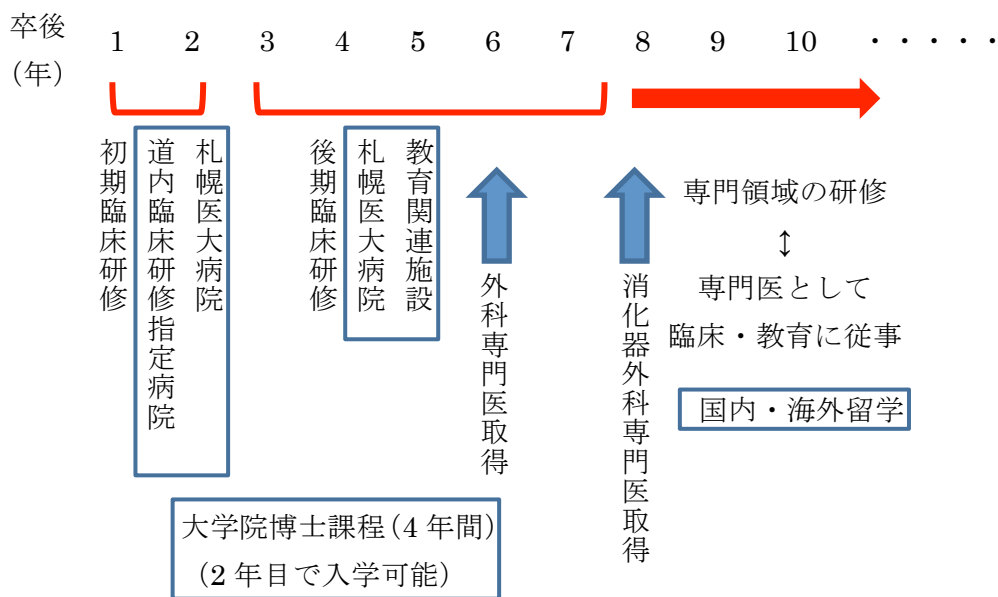 卒後
(年)
1 2 3 4 5 6 7 8 9 10 ・・・・・
初期臨床研修
道内臨床研修指定病院
札幌医大病院
後期臨床研修
札幌医大病院
教育関連施設
外科専門医取得
消化器外科専門医取得
専門領域の研修
↕
専門医として
臨床・教育に従事
国内・海外留学
大学院博士課程(4 年間)
(2 年目で入学可能)